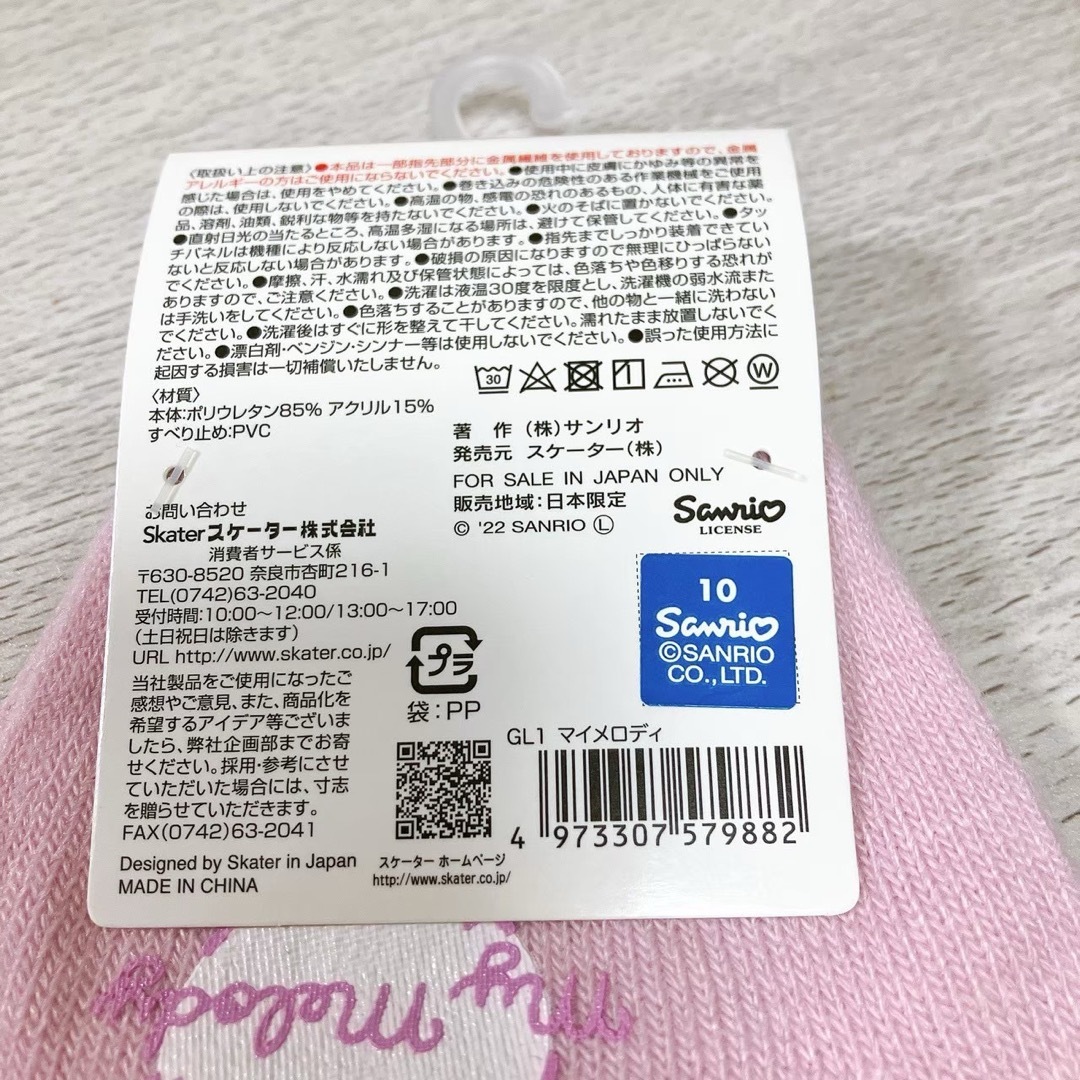 〈取扱い上の注意〉●本品は一部指先部分に金属繊維を使用しておりますので、金属
アレルギーの方はご使用にならないでください。●使用中に皮膚にかゆみ等の異常を
感じた場合は、使用をやめてください。●巻き込みの危険性のある作業機械をご使用
の際は、使用しないでください。●高温の物、感電の恐れのあるもの、人体に有害な薬
品、溶剤、油類、鋭利な物等を持たないでください。●火のそばに置かないでください。
●直射日光の当たるところ、高温多湿になる場所は、避けて保管してください。●タッ
チパネルは機種により反応しない場合があります。●指先までしっかり装着できてい
ないと反応しない場合があります。●破損の原因になりますので無理にひっぱらない
でください。●摩擦、汗、水濡れ及び保管状態によっては、色落ちや色移りする恐れが
ありますので、ご注意ください。●洗濯は液温30度を限度とし、洗濯機の弱水流また
は手洗いをしてください。●色落ちすることがありますので、他の物と一緒に洗わない
でください。●洗濯後はすぐに形を整えて干してください。濡れたまま放置しないでく
ださい。●漂白剤・ベンジン・シンナー等は使用しないでください。●誤った使用方法に
起因する損害は一切補償いたしません。
30 W
〈材質〉
本体:ポリウレタン85% アクリル15%
すべり止め:PVC
著 作 (株)サンリオ
発売元 スケーター(株)
FOR SALE IN JAPAN ONLY
販売地域:日本限定
© '22 SANRIO Ⓛ
Sanrio
LICENSE
お問い合わせ
Skaterスケーター株式会社
消費者サービス係
〒630-8520 奈良市杏町216-1
TEL(0742)63-2040
受付時間:10:00〜12:00/13:00〜17:00
(土日祝日は除きます)
URL http://www.skater.co.jp/
当社製品をご使用になったご
感想やご意見、また、商品化を
希望するアイデア等ございま
したら、弊社企画部までお寄
せください。採用・参考にさせ
ていただいた場合には、寸志
を贈らせていただきます。
FAX(0742)63-2041
Designed by Skater in Japan
MADE IN CHINA
プラ
袋:PP
スケーター ホームページ
http://www.skater.co.jp/
10
Sanrio
©SANRIO
CO.,LTD.
GL1 マイメロディ
4 973307 579882
My Melody